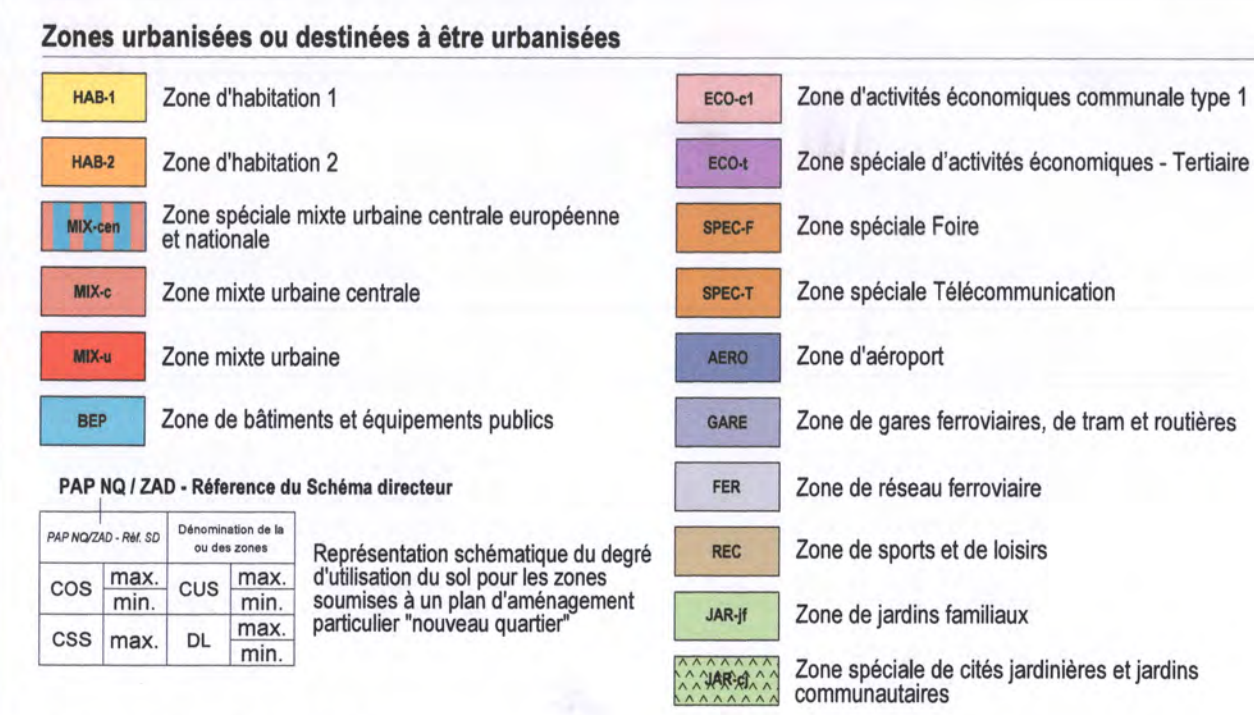 Zones urbanisées ou destinées à être urbanisées
HAB-1 Zone d'habitation 1
HAB-2 Zone d'habitation 2
MIX-cen Zone spéciale mixte urbaine centrale européenne
et nationale
MIX-c Zone mixte urbaine centrale
MIX-u Zone mixte urbaine
BEP Zone de bâtiments et équipements publics
PAP NQ / ZAD - Réference du Schéma directeur
PAP NQ/ZAD - Réf. SD Dénomination de la
ou des zones
COS max. CUS max.
min. min.
CSS max. DL max.
min.
Représentation schématique du degré
d'utilisation du sol pour les zones
soumises à un plan d'aménagement
particulier "nouveau quartier"
ECO-c1 Zone d'activités économiques communale type 1
ECO-t Zone spéciale d'activités économiques - Tertiaire
SPEC-F Zone spéciale Foire
SPEC-T Zone spéciale Télécommunication
AERO Zone d'aéroport
GARE Zone de gares ferroviaires, de tram et routières
FER Zone de réseau ferroviaire
REC Zone de sports et de loisirs
JAR-jf Zone de jardins familiaux
JAR-cj Zone spéciale de cités jardinières et jardins
communautaires